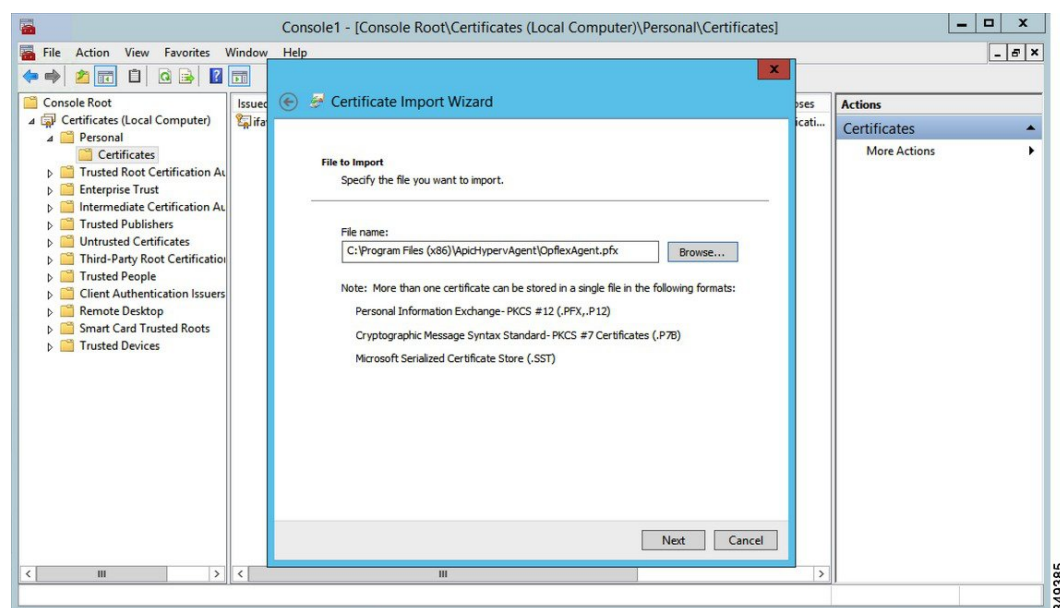 Console1 - [Console Root\Certificates (Local Computer)\Personal\Certificates]
File Action View Favorites Window Help
Console Root
Certificates (Local Computer)
Personal
Certificates
Trusted Root Certification Au
Enterprise Trust
Intermediate Certification Au
Trusted Publishers
Untrusted Certificates
Third-Party Root Certification
Trusted People
Client Authentication Issuers
Remote Desktop
Smart Card Trusted Roots
Trusted Devices
Issued
ifa
Certificate Import Wizard
File to Import
Specify the file you want to import.
File name:
C:\Program Files (x86)\ApicHypervAgent\OpflexAgent.pfx
Browse...
Note: More than one certificate can be stored in a single file in the following formats:
Personal Information Exchange- PKCS #12 (.PFX,.P12)
Cryptographic Message Syntax Standard- PKCS #7 Certificates (.P7B)
Microsoft Serialized Certificate Store (.SST)
Next Cancel
oses
icati...
Actions
Certificates
More Actions